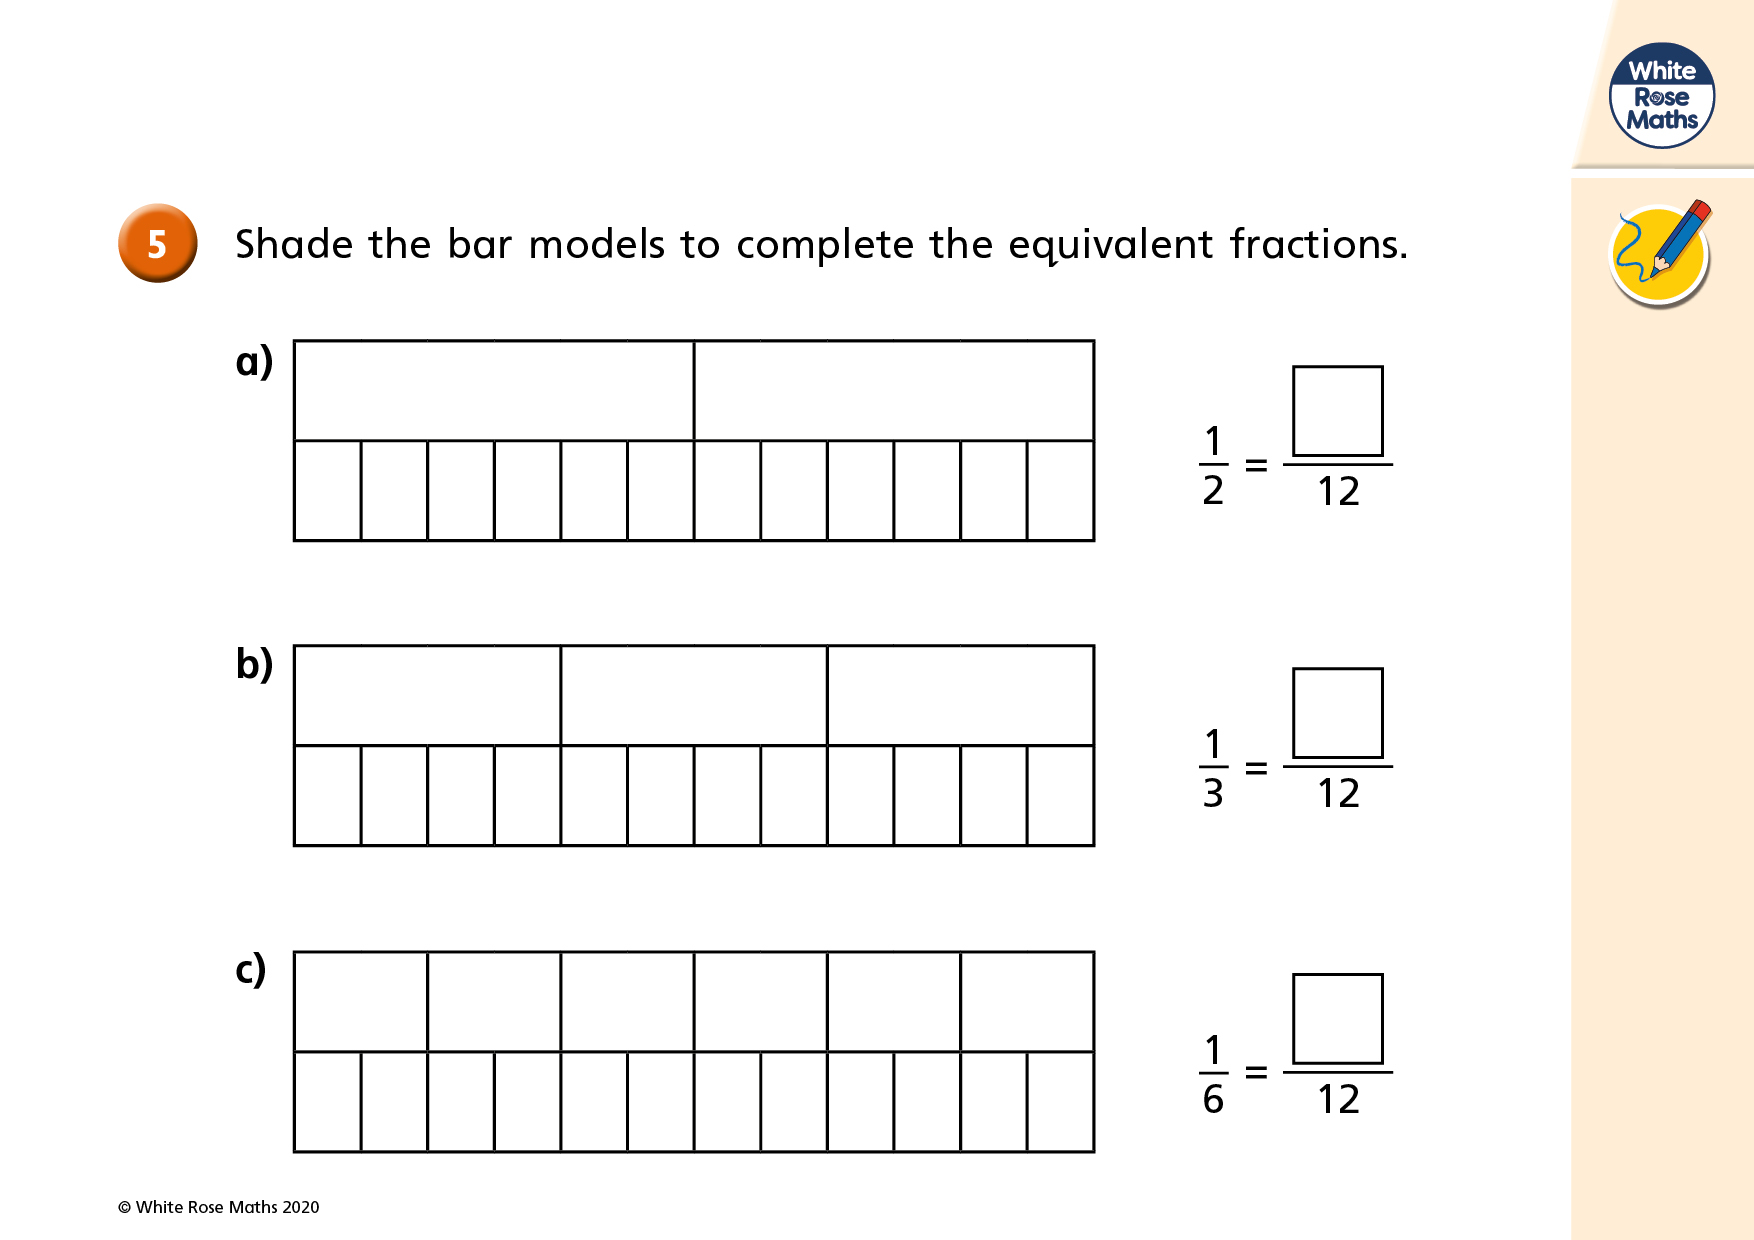 White
Rose
Maths
5 Shade the bar models to complete the equivalent fractions.
a)
1/2 = /12
b)
1/3 = /12
c)
1/6 = /12
© White Rose Maths 2020